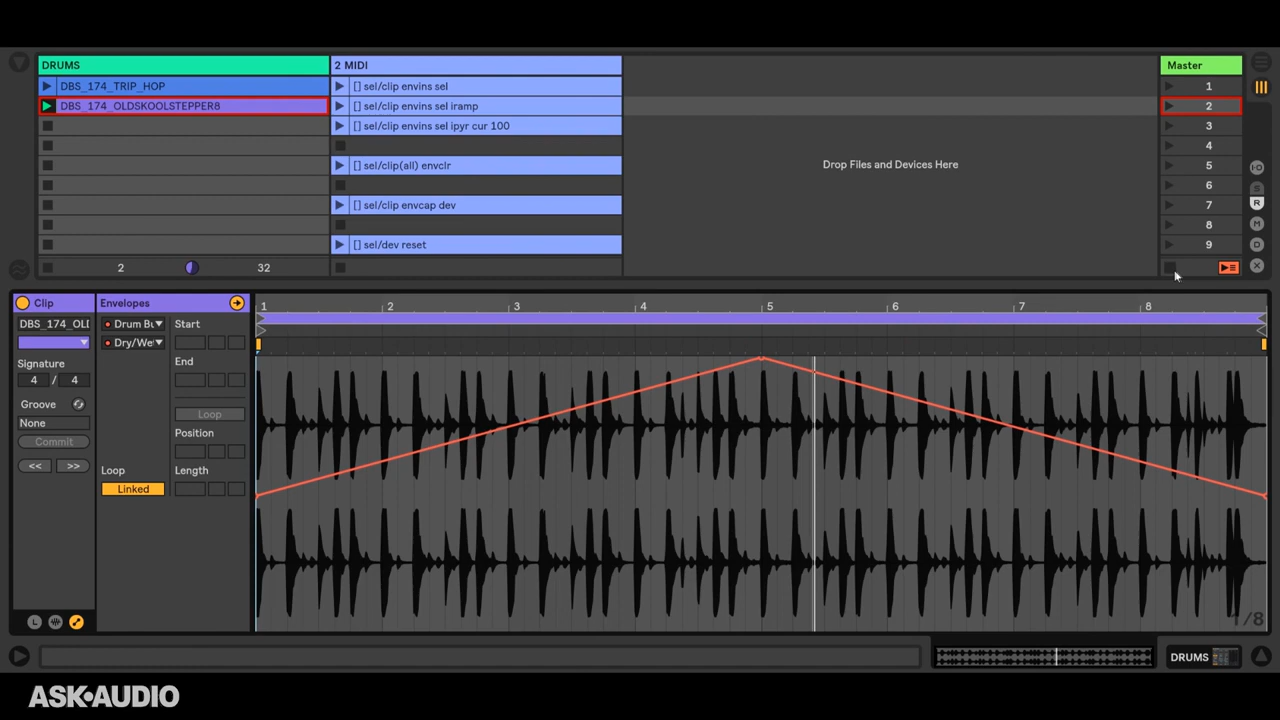 DRUMS
2 MIDI
Master
DBS_174_TRIP_HOP
[] sel/clip envins sel
1
DBS_174_OLDSKOOLSTEPPER8
[] sel/clip envins sel iramp
2
[] sel/clip envins sel ipyr cur 100
3
4
Drop Files and Devices Here
[] sel/clip(all) envclr
5
6
[] sel/clip envcap dev
7
8
[] sel/dev reset
9
2
32
S
R
M
D
X
Clip
Envelopes
1 2 3 4 5 6 7 8
DBS_174_OL
Drum Bu
Start
Dry/We
Signature
End
4 / 4
Groove
Loop
None
Position
Commit
<< >>
Loop
Length
Linked
L
1/8
DRUMS
ASK•AUDIO